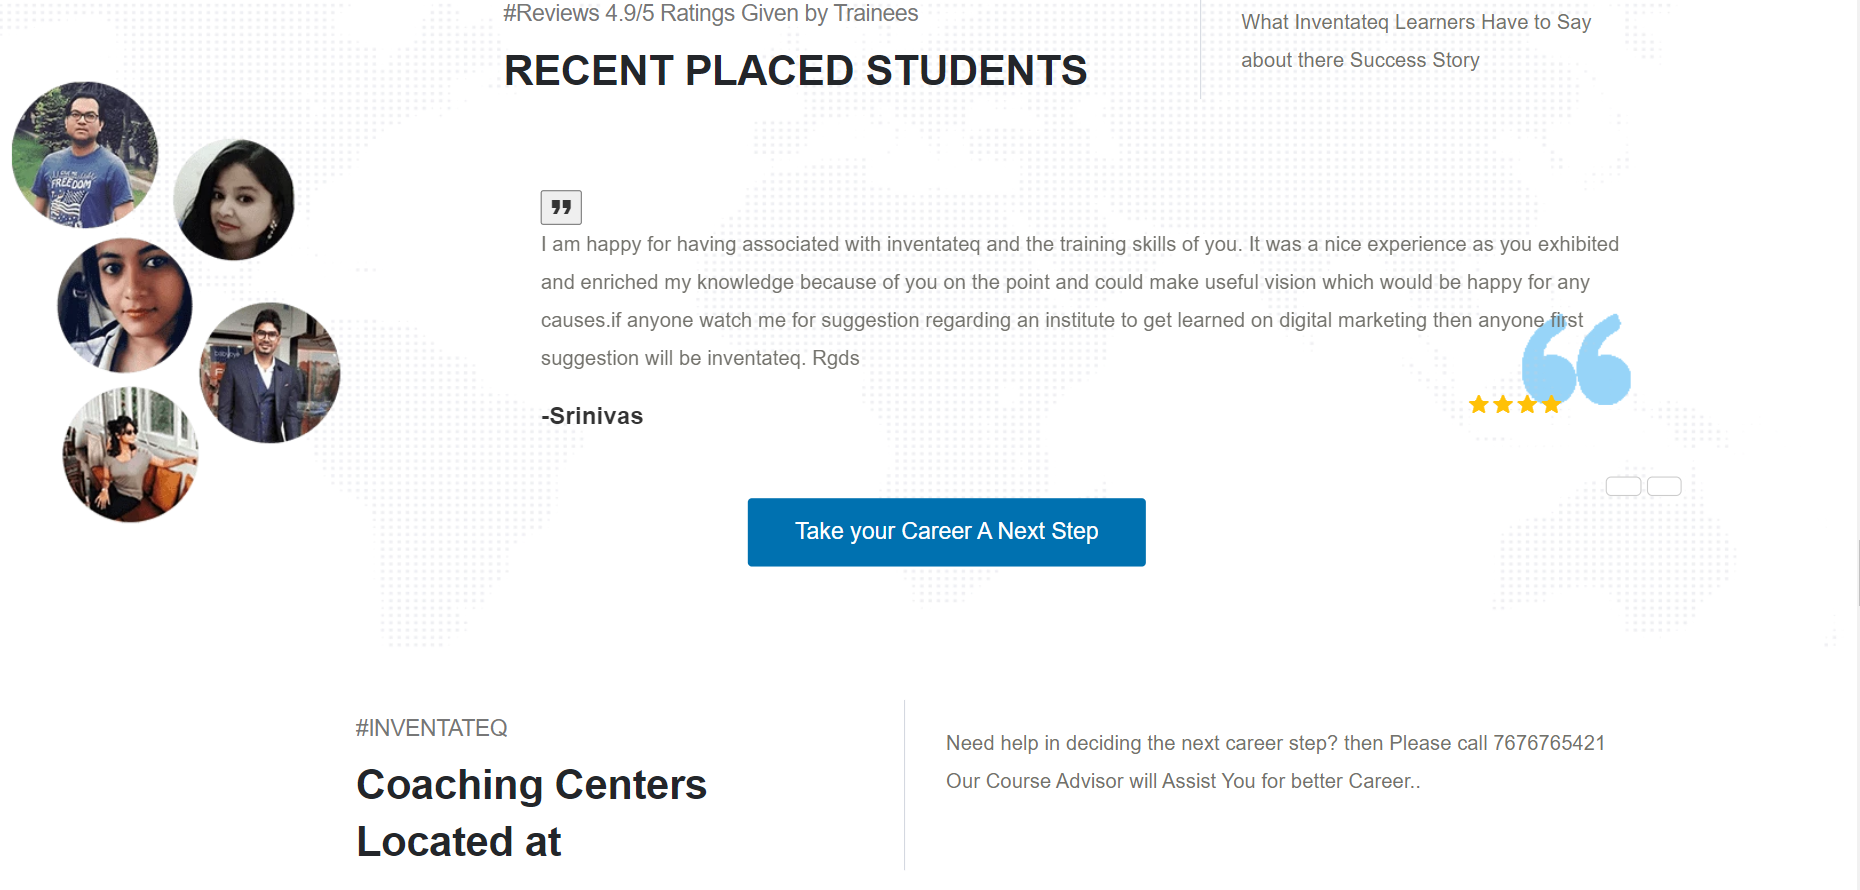 #Reviews 4.9/5 Ratings Given by Trainees
RECENT PLACED STUDENTS
What Inventateq Learners Have to Say
about there Success Story
FREEDOM
I am happy for having associated with inventateq and the training skills of you. It was a nice experience as you exhibited
and enriched my knowledge because of you on the point and could make useful vision which would be happy for any
causes.if anyone watch me for suggestion regarding an institute to get learned on digital marketing then anyone first
suggestion will be inventateq. Rgds
-Srinivas
Take your Career A Next Step
#INVENTATEQ
Coaching Centers
Located at
Need help in deciding the next career step? then Please call 7676765421
Our Course Advisor will Assist You for better Career..